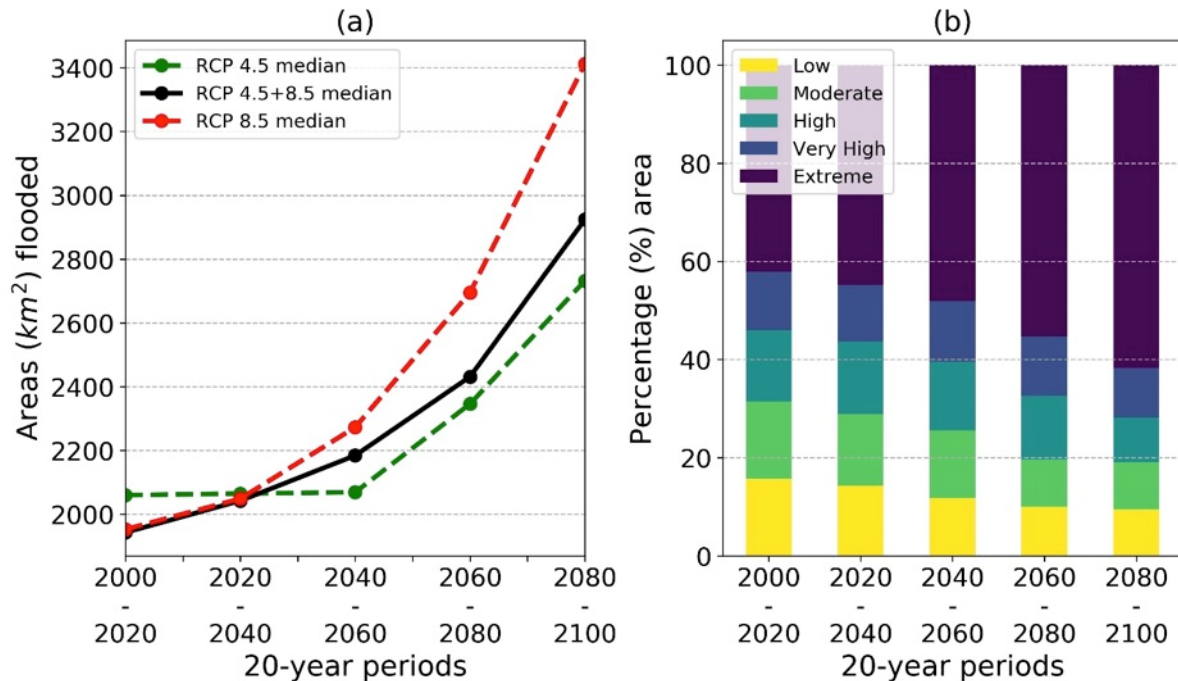 (a)
RCP 4.5 median
RCP 4.5+8.5 median
RCP 8.5 median
Areas (km²) flooded
3400
3200
3000
2800
2600
2400
2200
2000
2000 2020 2040 2060 2080
- - - - -
2020 2040 2060 2080 2100
20-year periods
(b)
Low
Moderate
High
Very High
Extreme
Percentage (%) area
100
80
60
40
20
0
2000 2020 2040 2060 2080
- - - - -
2020 2040 2060 2080 2100
20-year periods